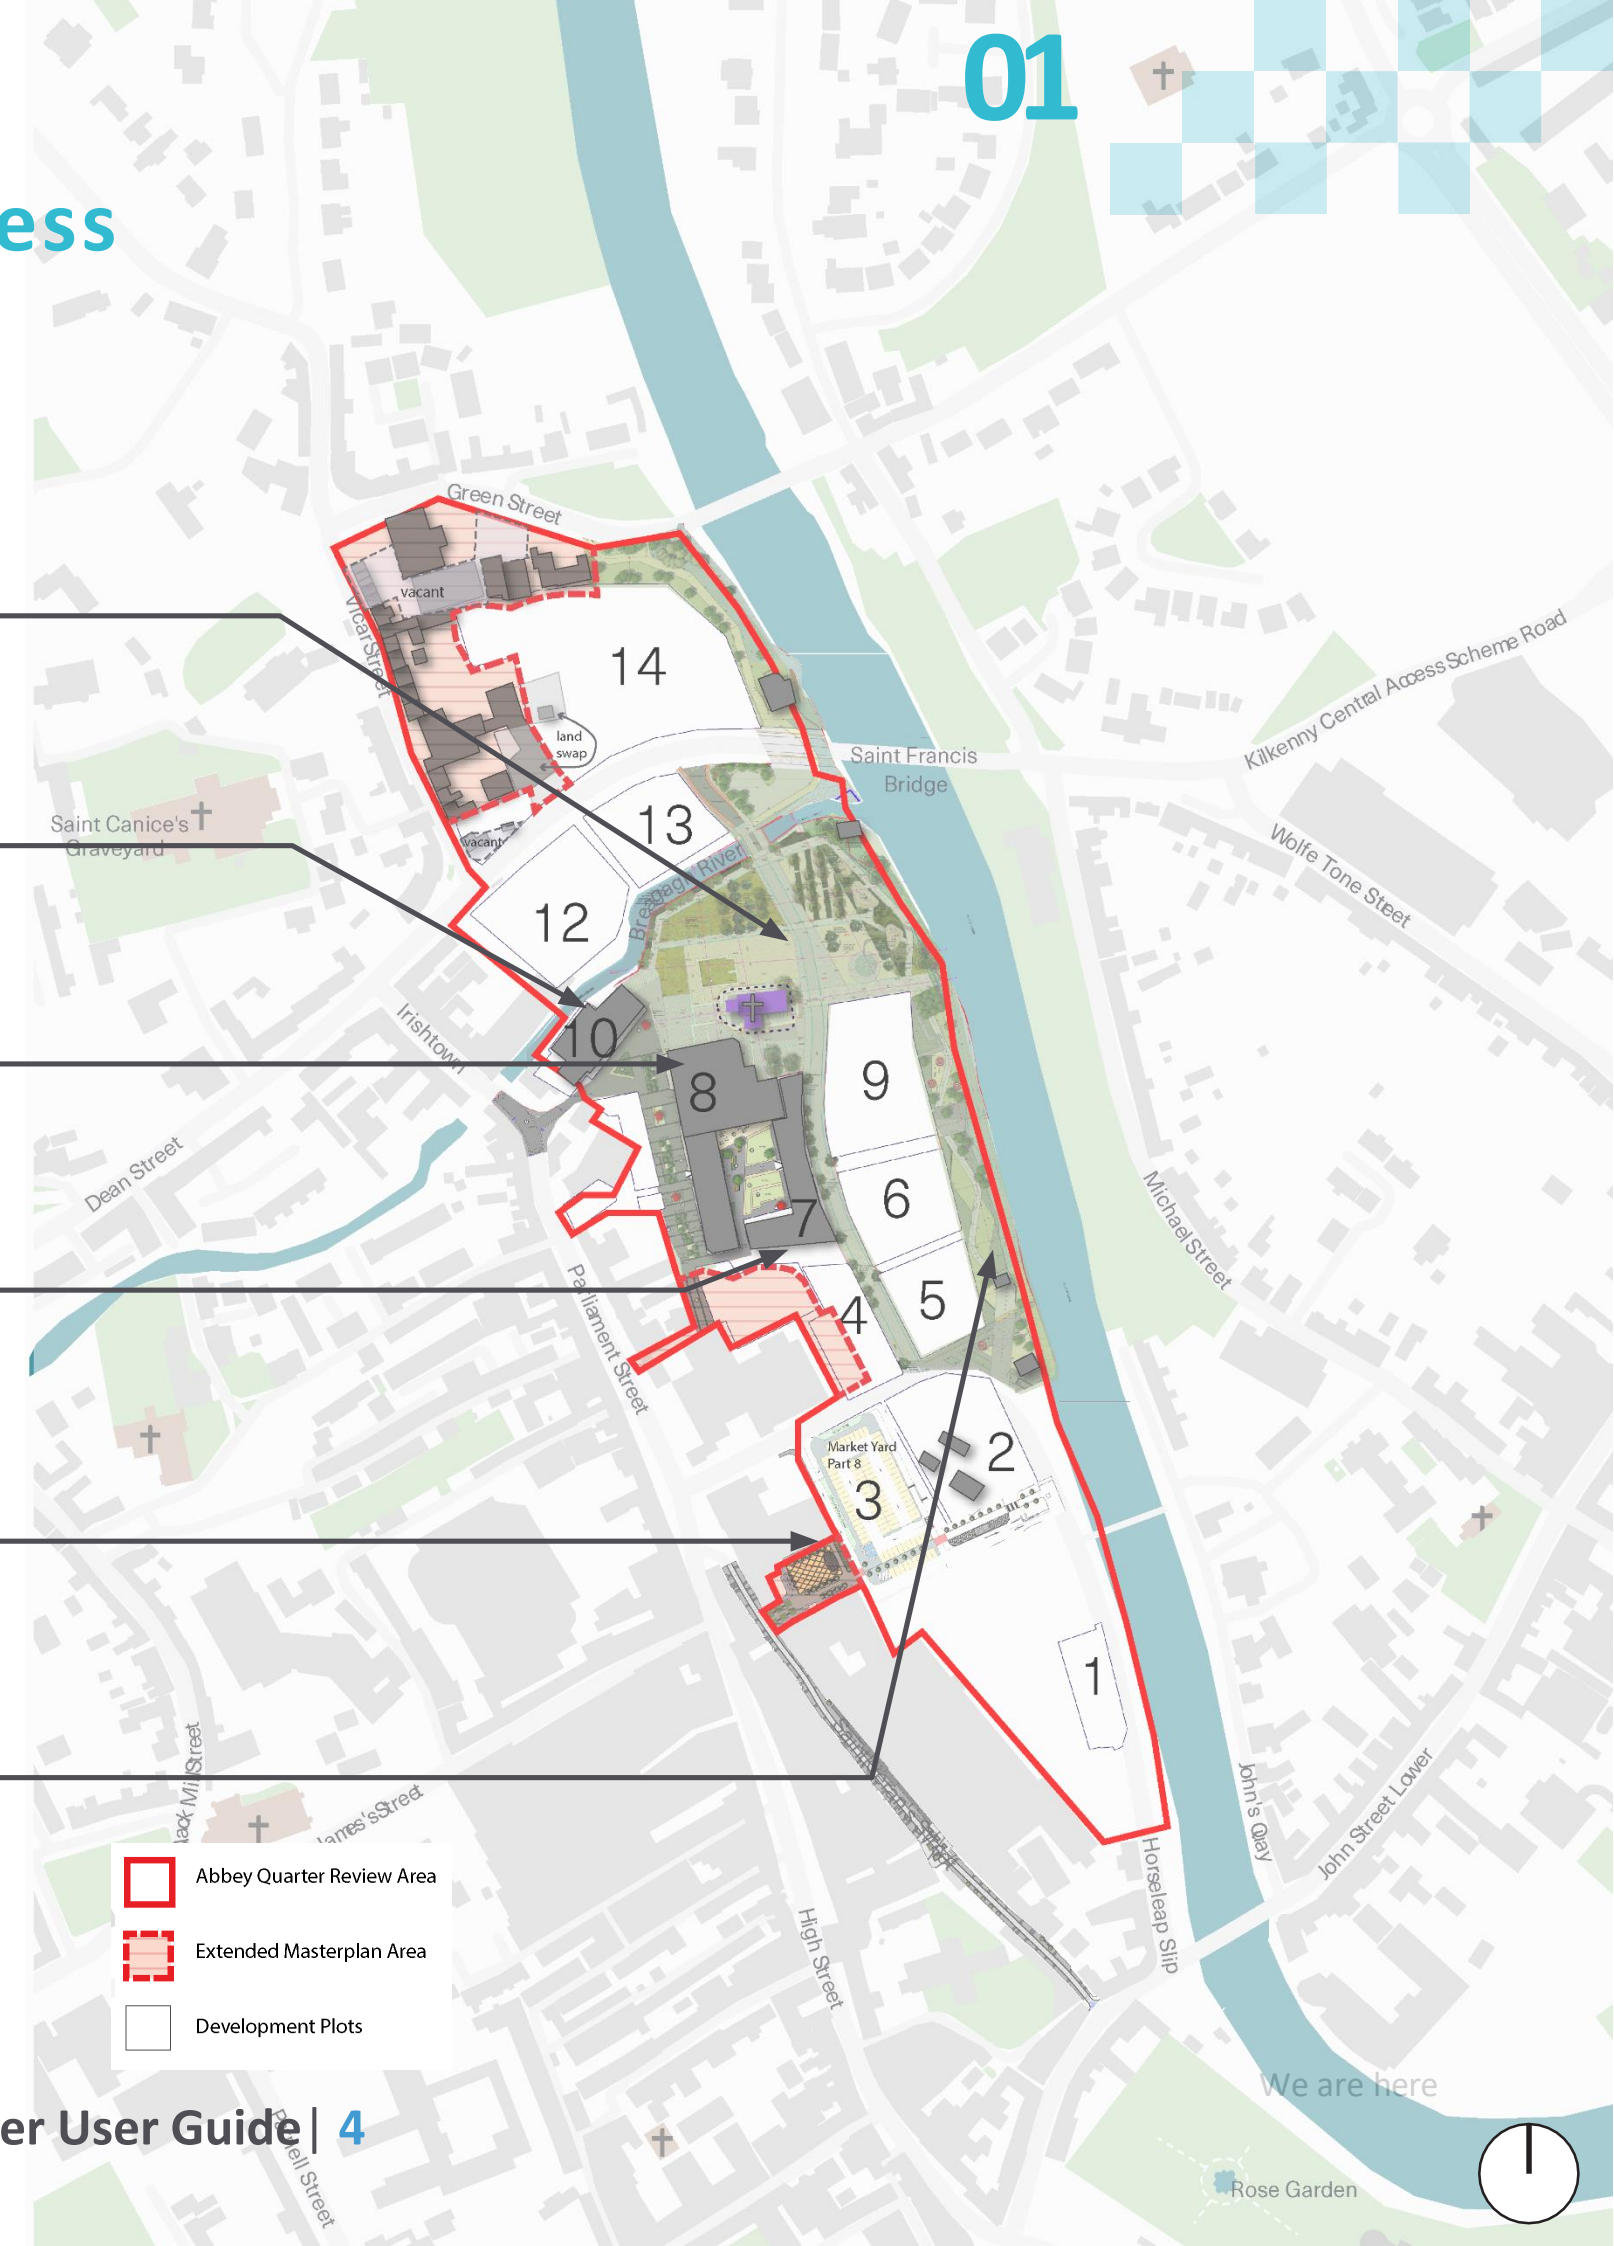 01
ess
Green Street
vacant
Vicar Street
14
land
swap
Kilkenny Central Access Scheme Road
Saint Francis
Bridge
13
Saint Canice's
Graveyard
vacant
Wolfe Tone Street
Breagagh River
12
Irishtown
10
8
9
Dean Street
Michael Street
7
6
Parliament Street
4
5
Market Yard
Part 8
2
3
1
John's Quay
John Street Lower
Horseleap Slip
High Street
Abbey Quarter Review Area
Extended Masterplan Area
Development Plots
We are here
er User Guide| 4
Rose Garden